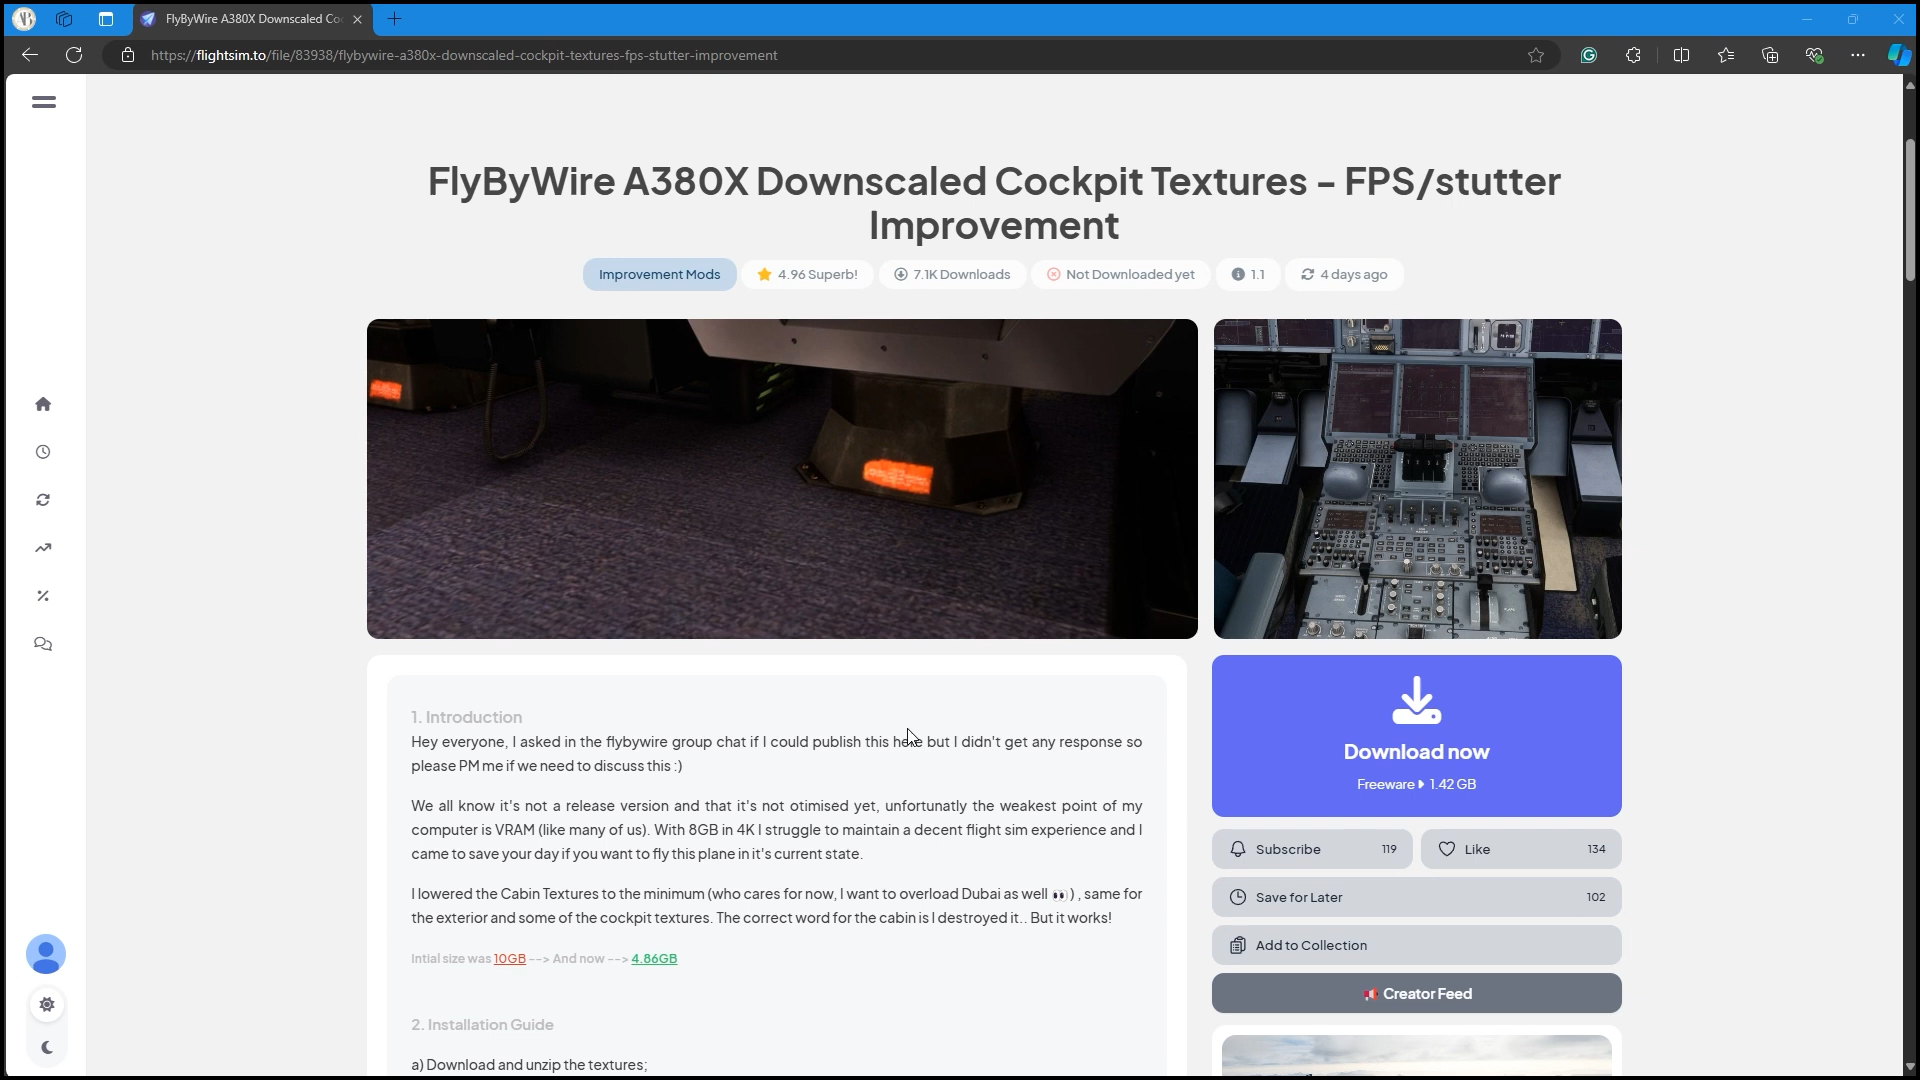 FlyByWire A380X Downscaled Co
https://flightsim.to/file/83938/flybywire-a380x-downscaled-cockpit-textures-fps-stutter-improvement
FlyByWire A380X Downscaled Cockpit Textures - FPS/stutter
Improvement
Improvement Mods
4.96 Superb!
7.1K Downloads
Not Downloaded yet
1.1
4 days ago
1. Introduction
Hey everyone, I asked in the flybywire group chat if I could publish this here but I didn't get any response so
please PM me if we need to discuss this :)
We all know it's not a release version and that it's not otimised yet, unfortunatly the weakest point of my
computer is VRAM (like many of us). With 8GB in 4K I struggle to maintain a decent flight sim experience and I
came to save your day if you want to fly this plane in it's current state.
I lowered the Cabin Textures to the minimum (who cares for now, I want to overload Dubai as well 👀) , same for
the exterior and some of the cockpit textures. The correct word for the cabin is I destroyed it.. But it works!
Intial size was 10GB --> And now --> 4.86GB
2. Installation Guide
a) Download and unzip the textures;
Download now
Freeware 1.42 GB
Subscribe 119
Like 134
Save for Later 102
Add to Collection
Creator Feed